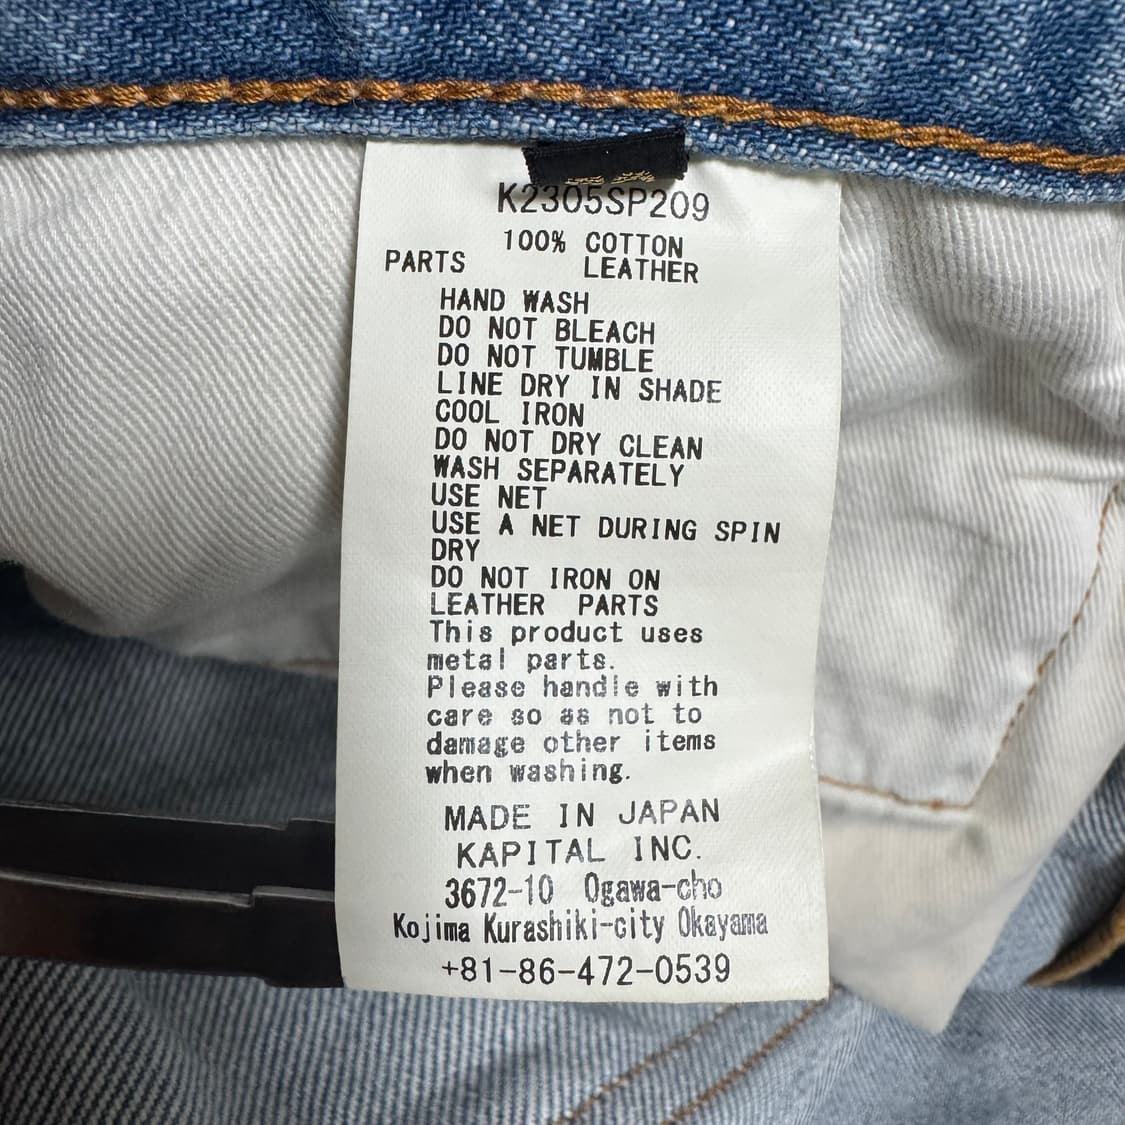 K2305SP209
100% COTTON
PARTS LEATHER
HAND WASH
DO NOT BLEACH
DO NOT TUMBLE
LINE DRY IN SHADE
COOL IRON
DO NOT DRY CLEAN
WASH SEPARATELY
USE NET
USE A NET DURING SPIN
DRY
DO NOT IRON ON
LEATHER PARTS
This product uses
metal parts.
Please handle with
care so as not to
damage other items
when washing.
MADE IN JAPAN
KAPITAL INC.
3672-10 Ogawa-cho
Kojima Kurashiki-city Okayama
+81-86-472-0539